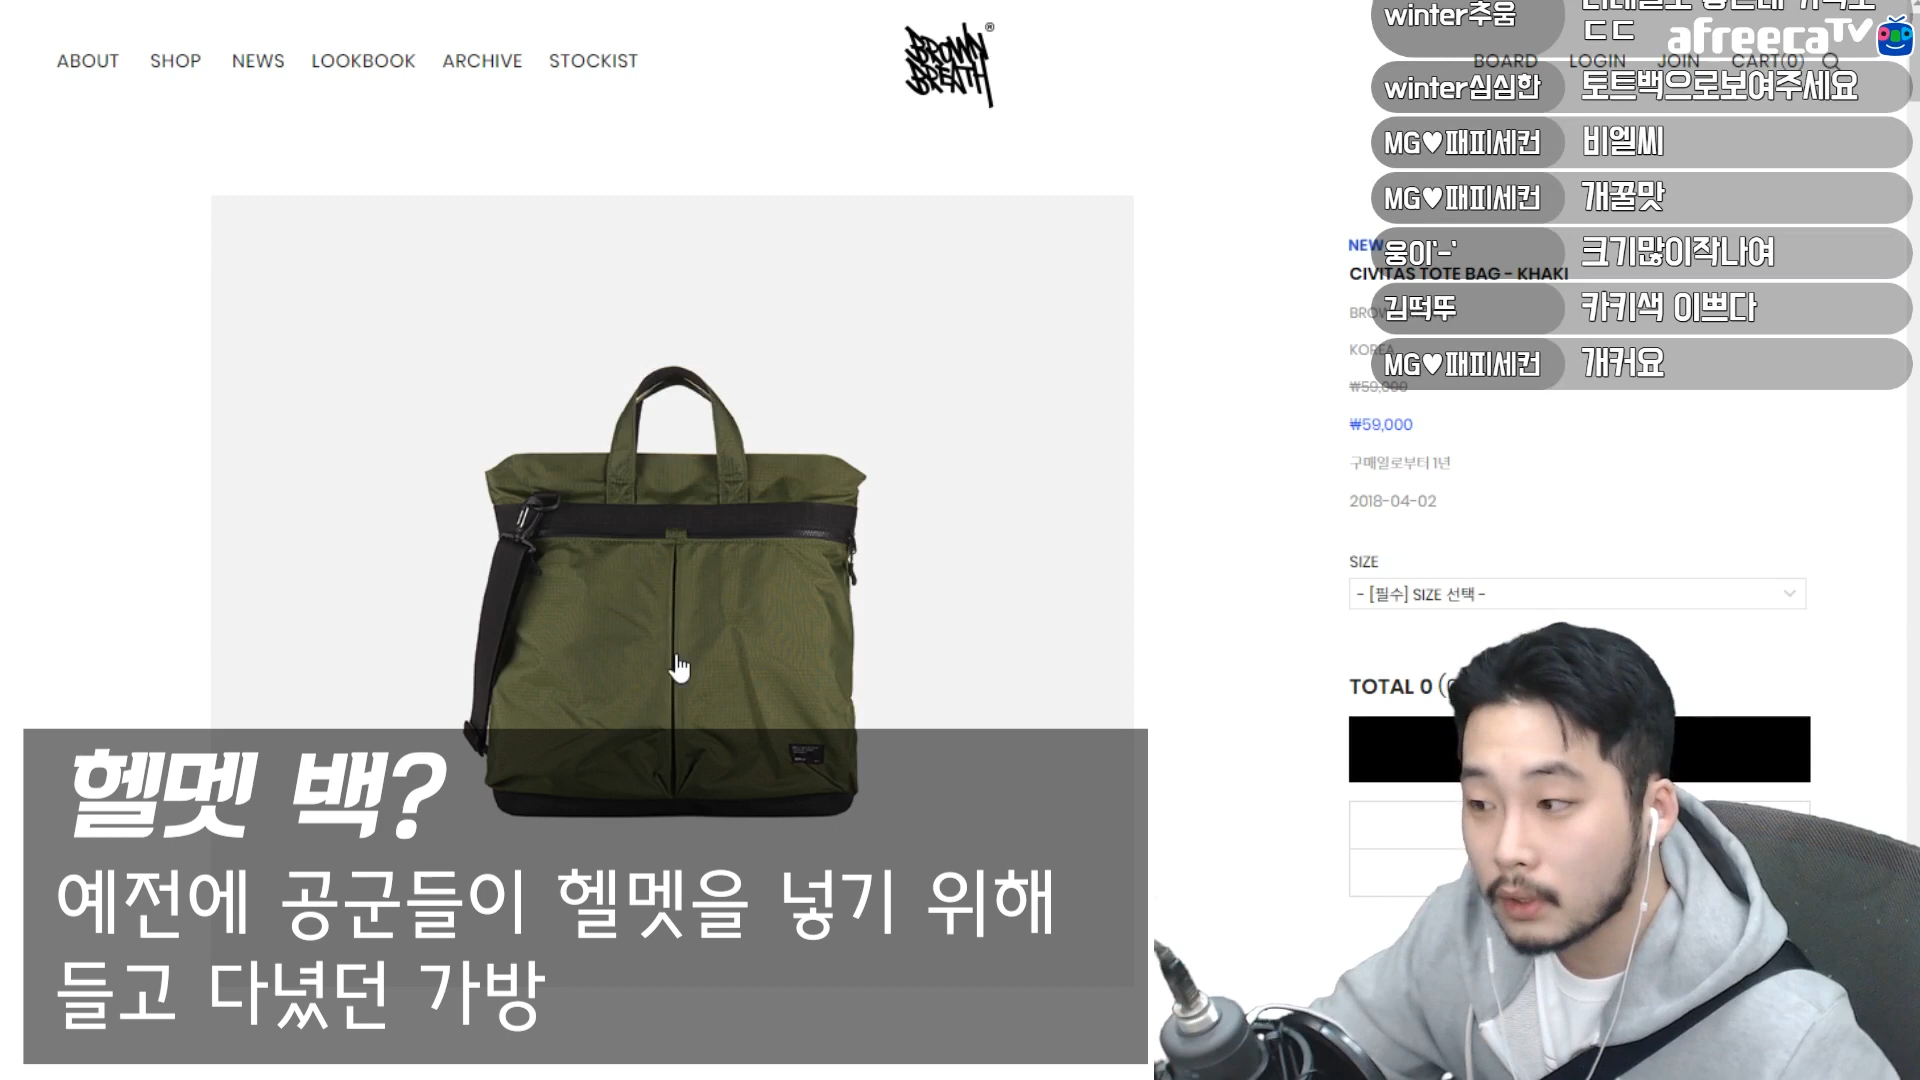 ABOUT SHOP NEWS LOOKBOOK ARCHIVE STOCKIST
BROWN BREATH ®
BOARD LOGIN JOIN CART(0)
afreecaTV
winter추움
ㄷㄷ
winter심심한 토트백으로보여주세요
MG♥패피세컨 비엘씨
MG♥패피세컨 개꿀맛
웅이'-' 크기많이작나여
김떡뚜 카키색 이쁘다
MG♥패피세컨 개커요
NEW
CIVITAS TOTE BAG - KHAKI
KOREA
₩59,000
₩59,000
구매일로부터 1년
2018-04-02
SIZE
- [필수] SIZE 선택 -
TOTAL 0
헬멧 백?
예전에 공군들이 헬멧을 넣기 위해
들고 다녔던 가방